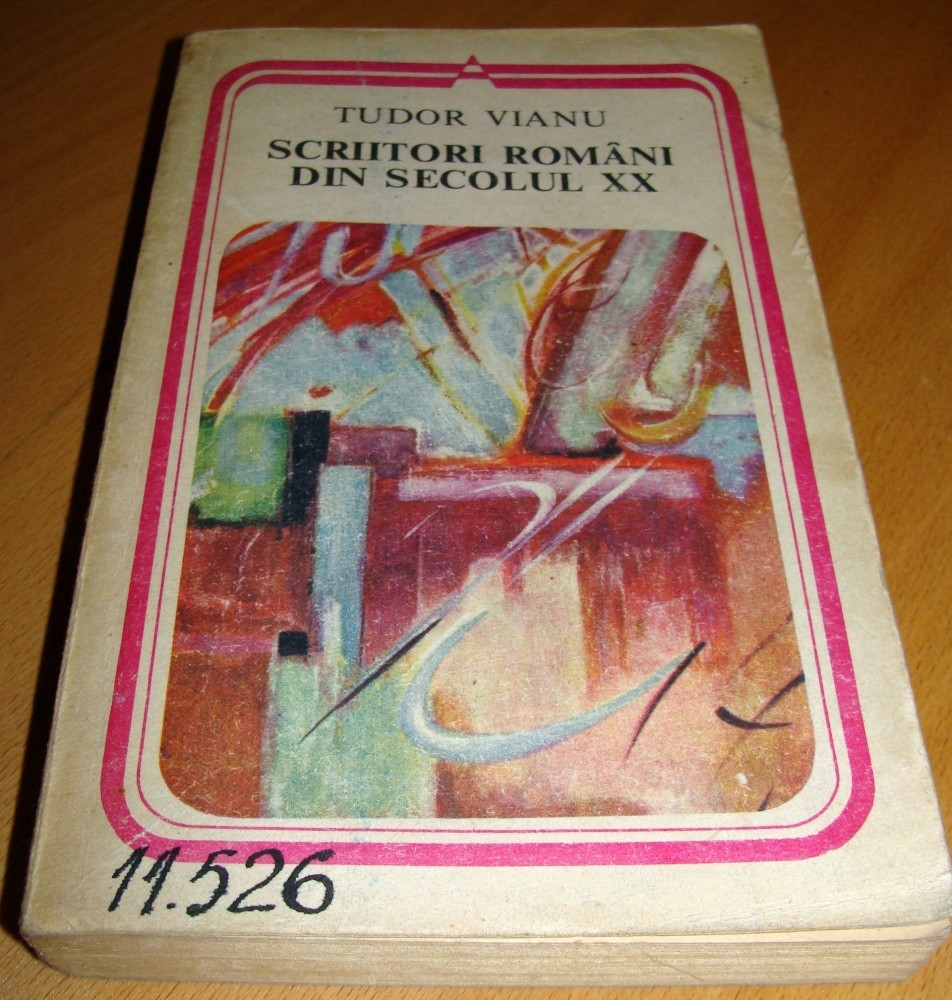 TUDOR VIANU
SCRIITORI ROMÂNI
DIN SECOLUL XX
11.526